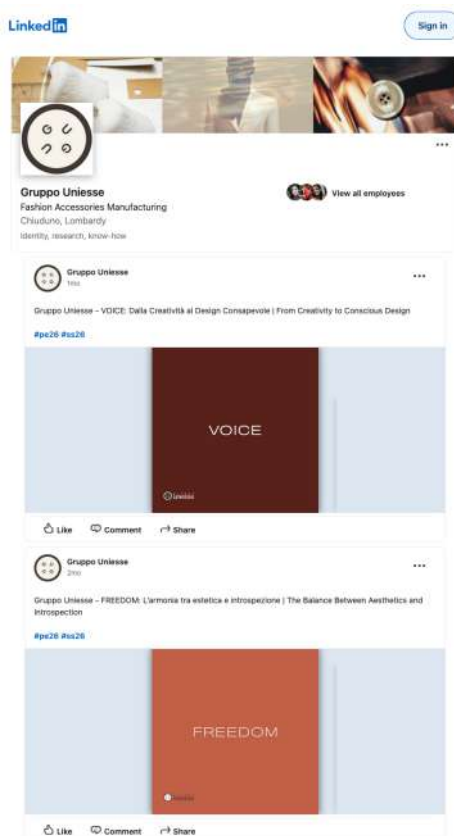 LinkedIn
Sign in
Gruppo Uniesse
Fashion Accessories Manufacturing
Chiuduno, Lombardy
Identity, research, know-how
View all employees
Gruppo Uniesse
1mo
Gruppo Uniesse – VOICE: Dalla Creatività al Design Consapevole | From Creativity to Conscious Design
#pe26 #ss26
VOICE
Uniesse
Like Comment Share
Gruppo Uniesse
2mo
Gruppo Uniesse – FREEDOM: L'armonia tra estetica e introspezione | The Balance Between Aesthetics and
Introspection
#pe26 #ss26
FREEDOM
Like Comment Share